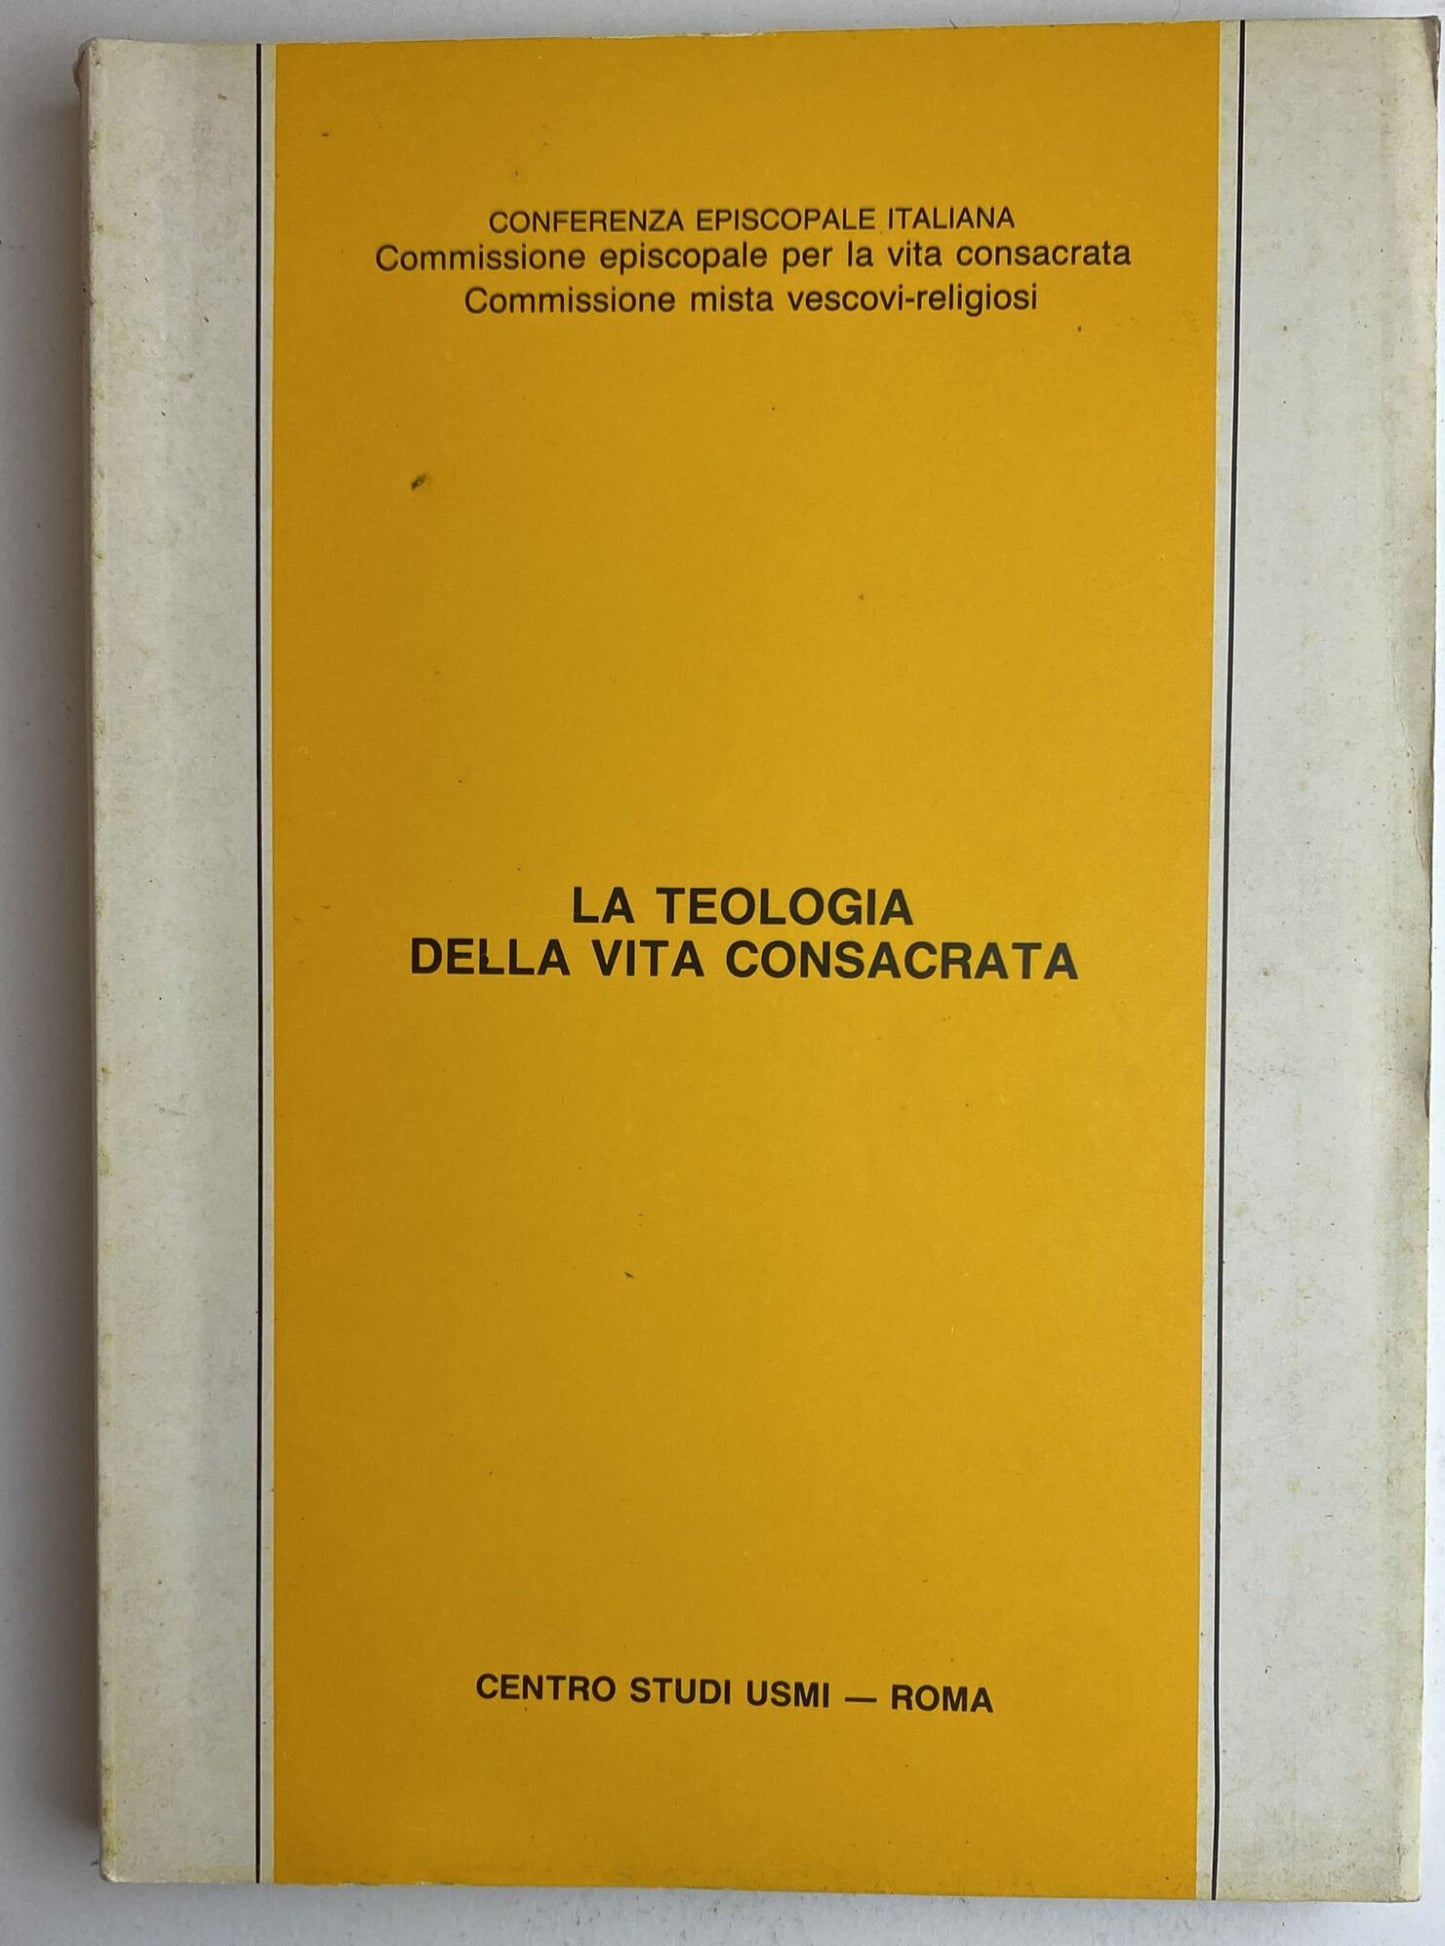 CONFERENZA EPISCOPALE ITALIANA
Commissione episcopale per la vita consacrata
Commissione mista vescovi-religiosi
LA TEOLOGIA
DELLA VITA CONSACRATA
CENTRO STUDI USMI — ROMA